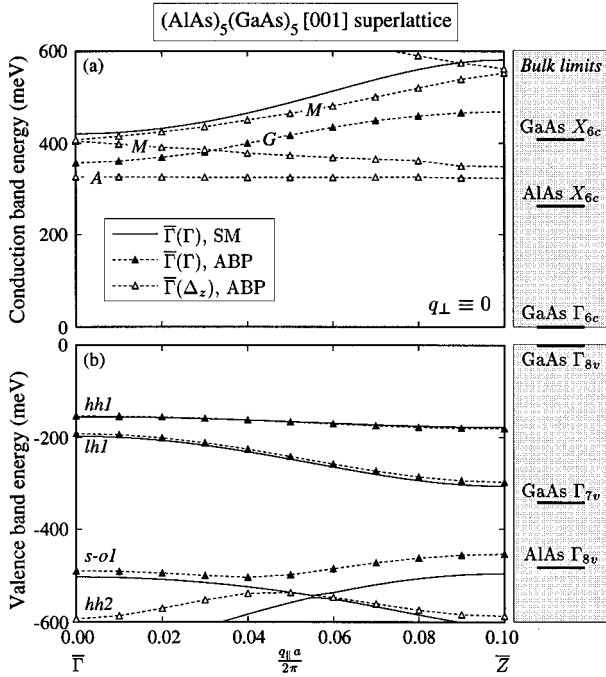 (AlAs)₅(GaAs)₅ [001] superlattice
(a)
Conduction band energy (meV)
600
400
200
0
M
M
G
A
Γ̅(Γ), SM
Γ̅(Γ), ABP
Γ̅(Δ_z), ABP
q⊥ ≡ 0
Bulk limits
GaAs X₆c
AlAs X₆c
GaAs Γ₆c
GaAs Γ₈v
GaAs Γ₇v
AlAs Γ₈v
(b)
Valence band energy (meV)
0
-200
-400
-600
hh1
lh1
s-o1
hh2
0.00 0.02 0.04 0.06 0.08 0.10
Γ̅ q∥a/2π Z̅